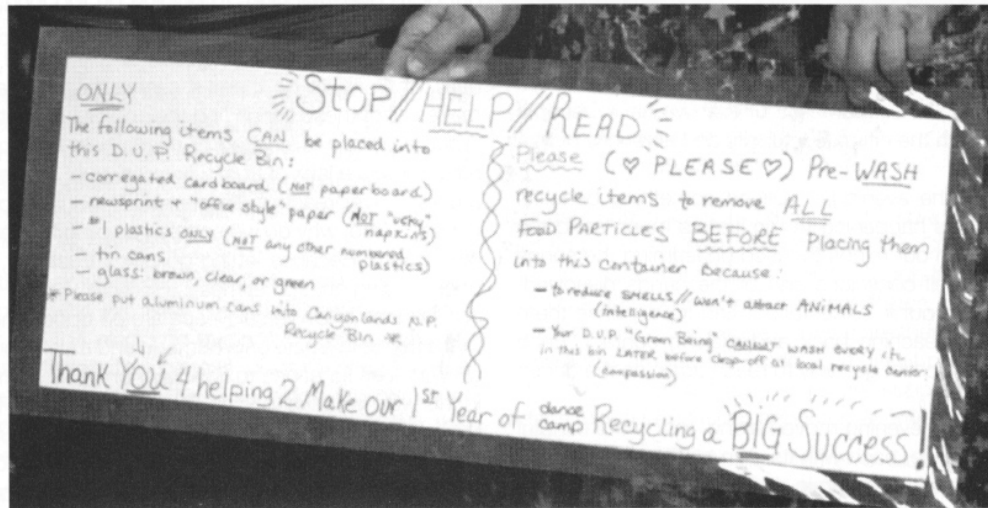 STOP//HELP//READ
ONLY
The following items CAN be placed into
this D.U.P. Recycle Bin:
- corregated cardboard (NOT paperboard)
- newsprint + "office style" paper (NOT "icky"
napkins)
- #1 plastics ONLY (NOT any other numbered
plastics)
- tin cans
- glass: brown, clear, or green
* Please put aluminum cans into Canyonlands N.P.
Recycle Bin *
Please (♡ PLEASE ♡) Pre-WASH
recycle items to remove ALL
FOOD PARTICLES BEFORE Placing them
into this container Because:
- to reduce SMELLS// won't attract ANIMALS
(intelligence)
- Your D.U.P. "Green Being" CANNOT WASH EVERY
in this bin LATER before drop-off at local recycle center
(compassion)
Thank YOU 4 helping 2 Make our 1ST Year of dance camp Recycling a BIG Success!